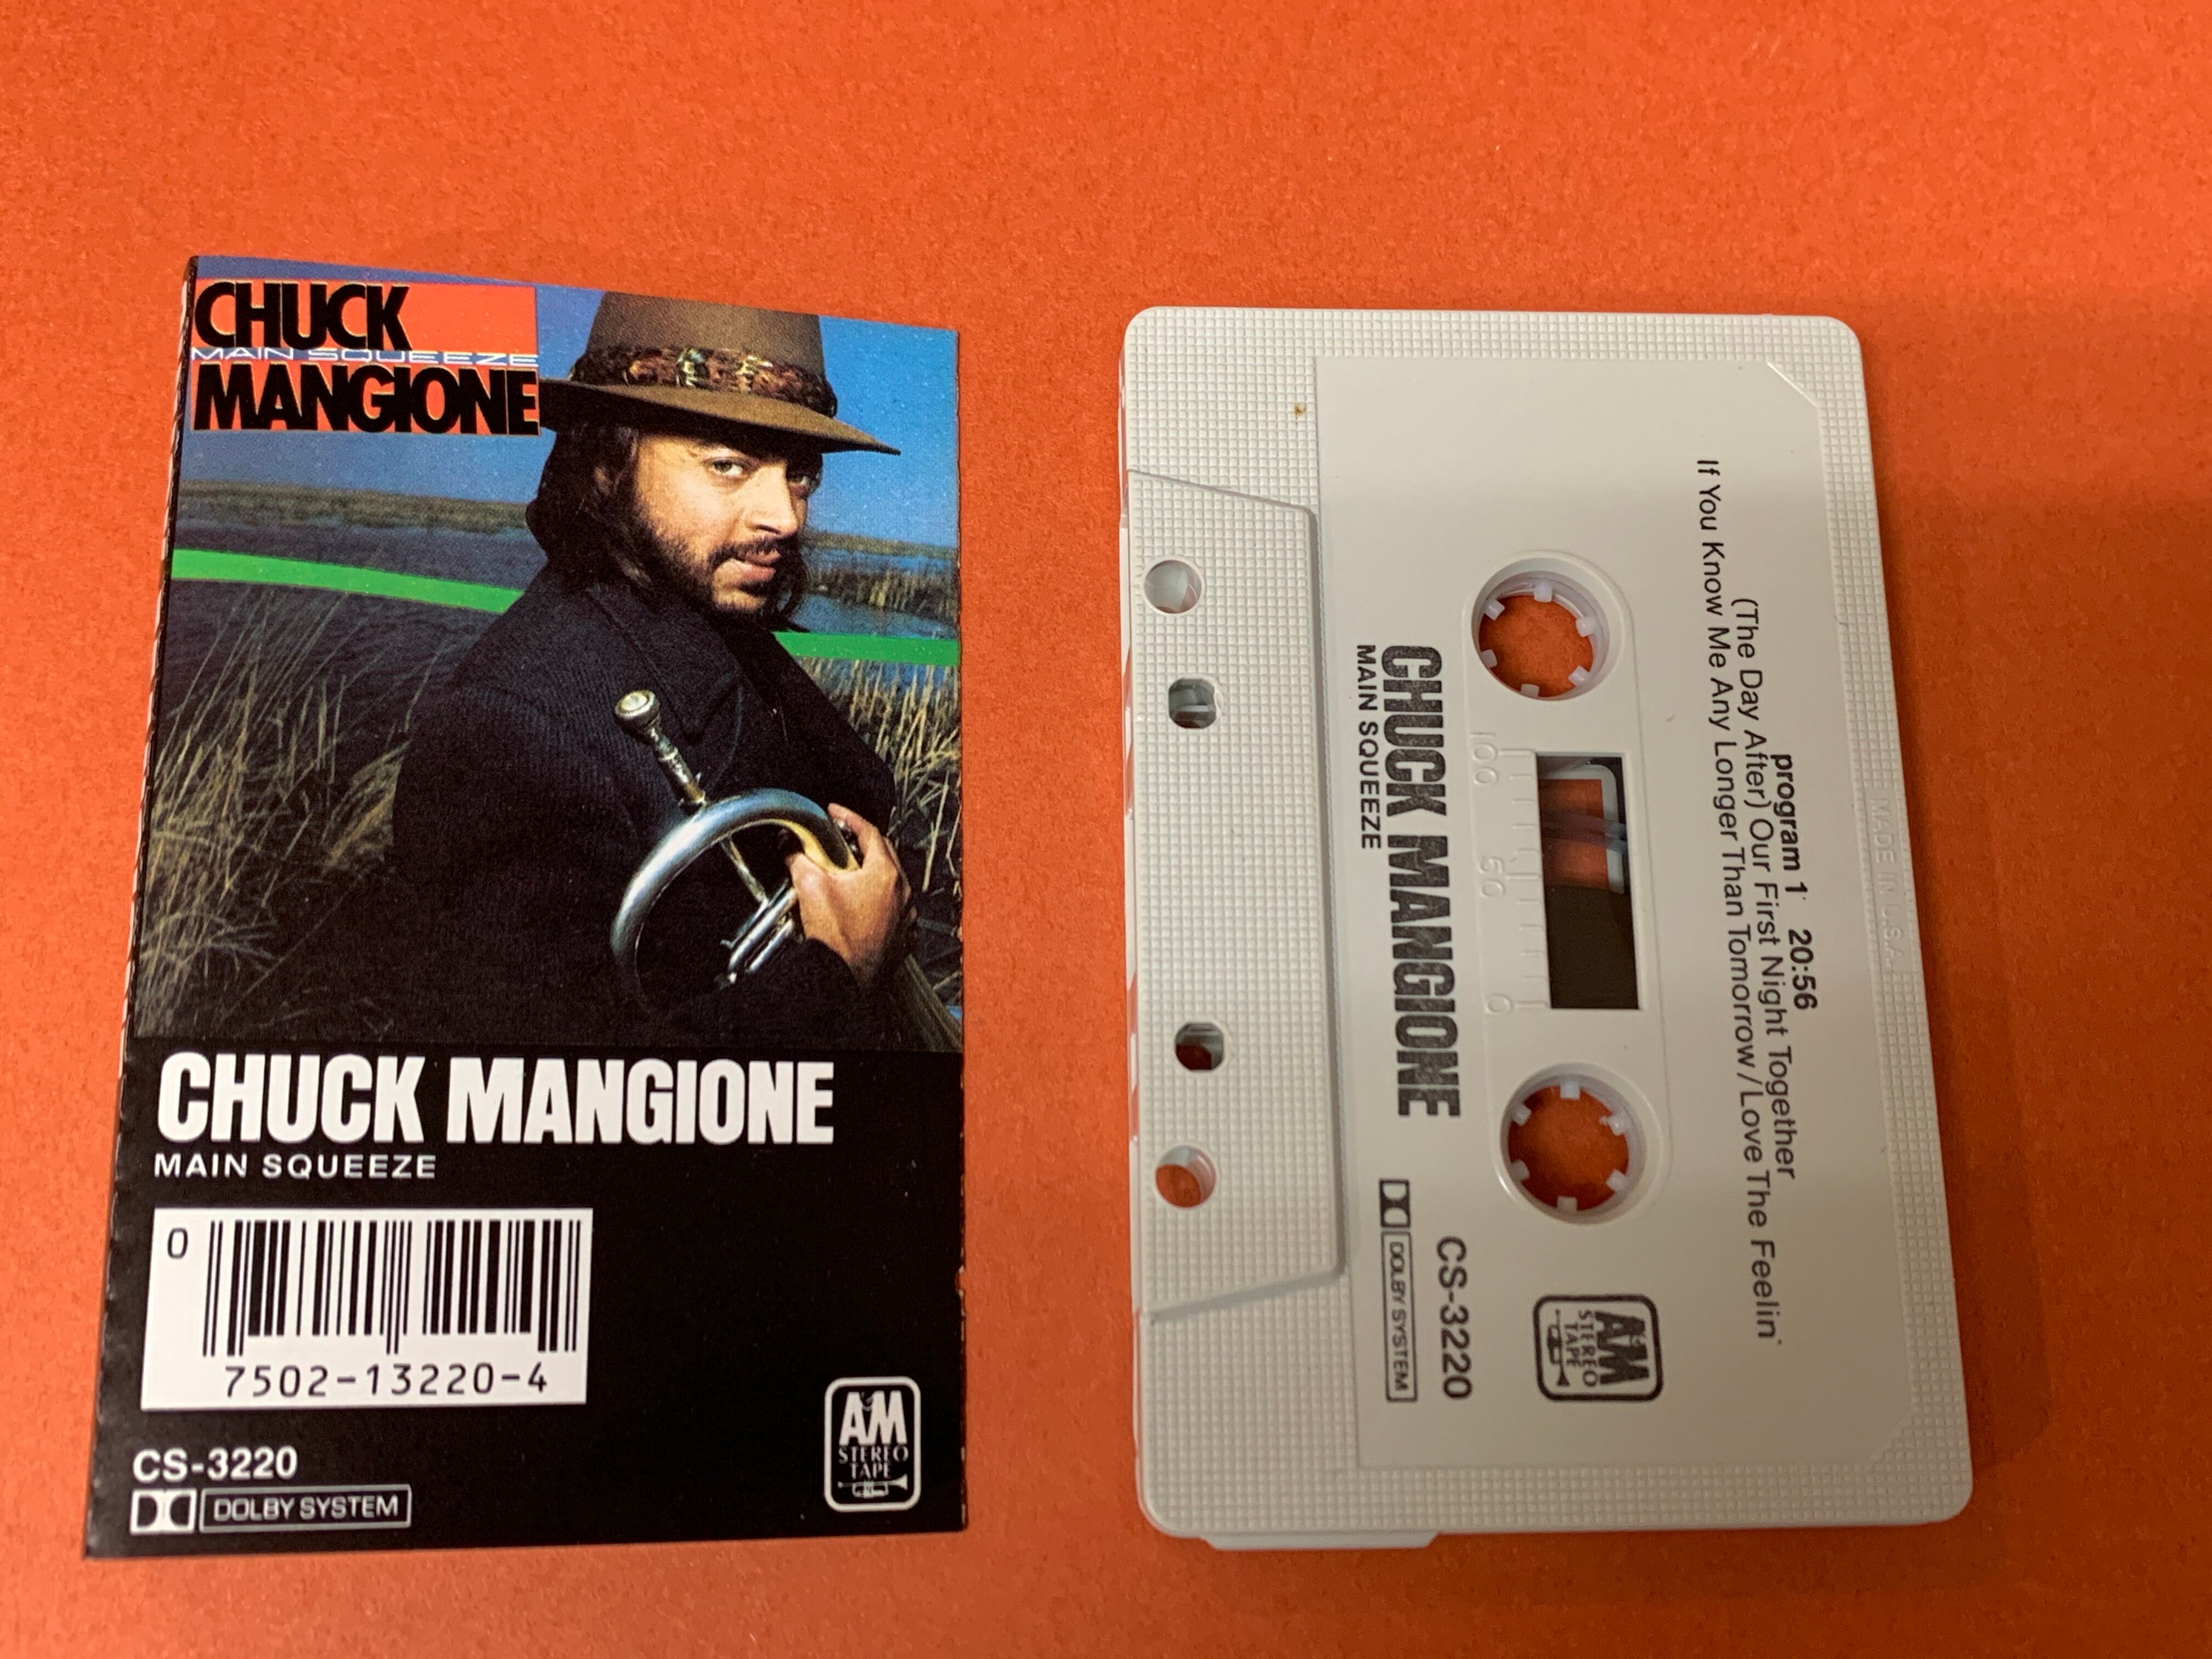 CHUCK
MAIN SQUEEZE
MANGIONE
CHUCK MANGIONE
MAIN SQUEEZE
0
7502-13220-4
CS-3220
DOLBY SYSTEM
A&M
STEREO
TAPE
MADE IN U.S.A.
program 1 20:56
(The Day After) Our First Night Together
If You Know Me Any Longer Than Tomorrow/Love The Feelin'
100 50 0
CHUCK MANGIONE
MAIN SQUEEZE
A&M
STEREO
TAPE
CS-3220
DOLBY SYSTEM